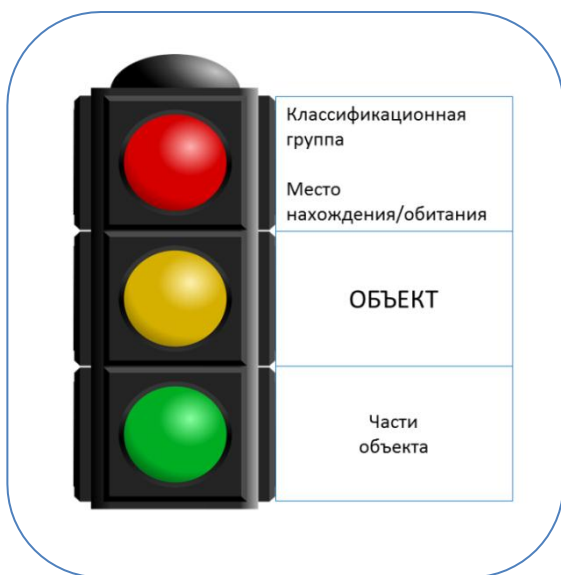 Классификационная
группа
Место
нахождения/обитания
ОБЪЕКТ
Части
объекта